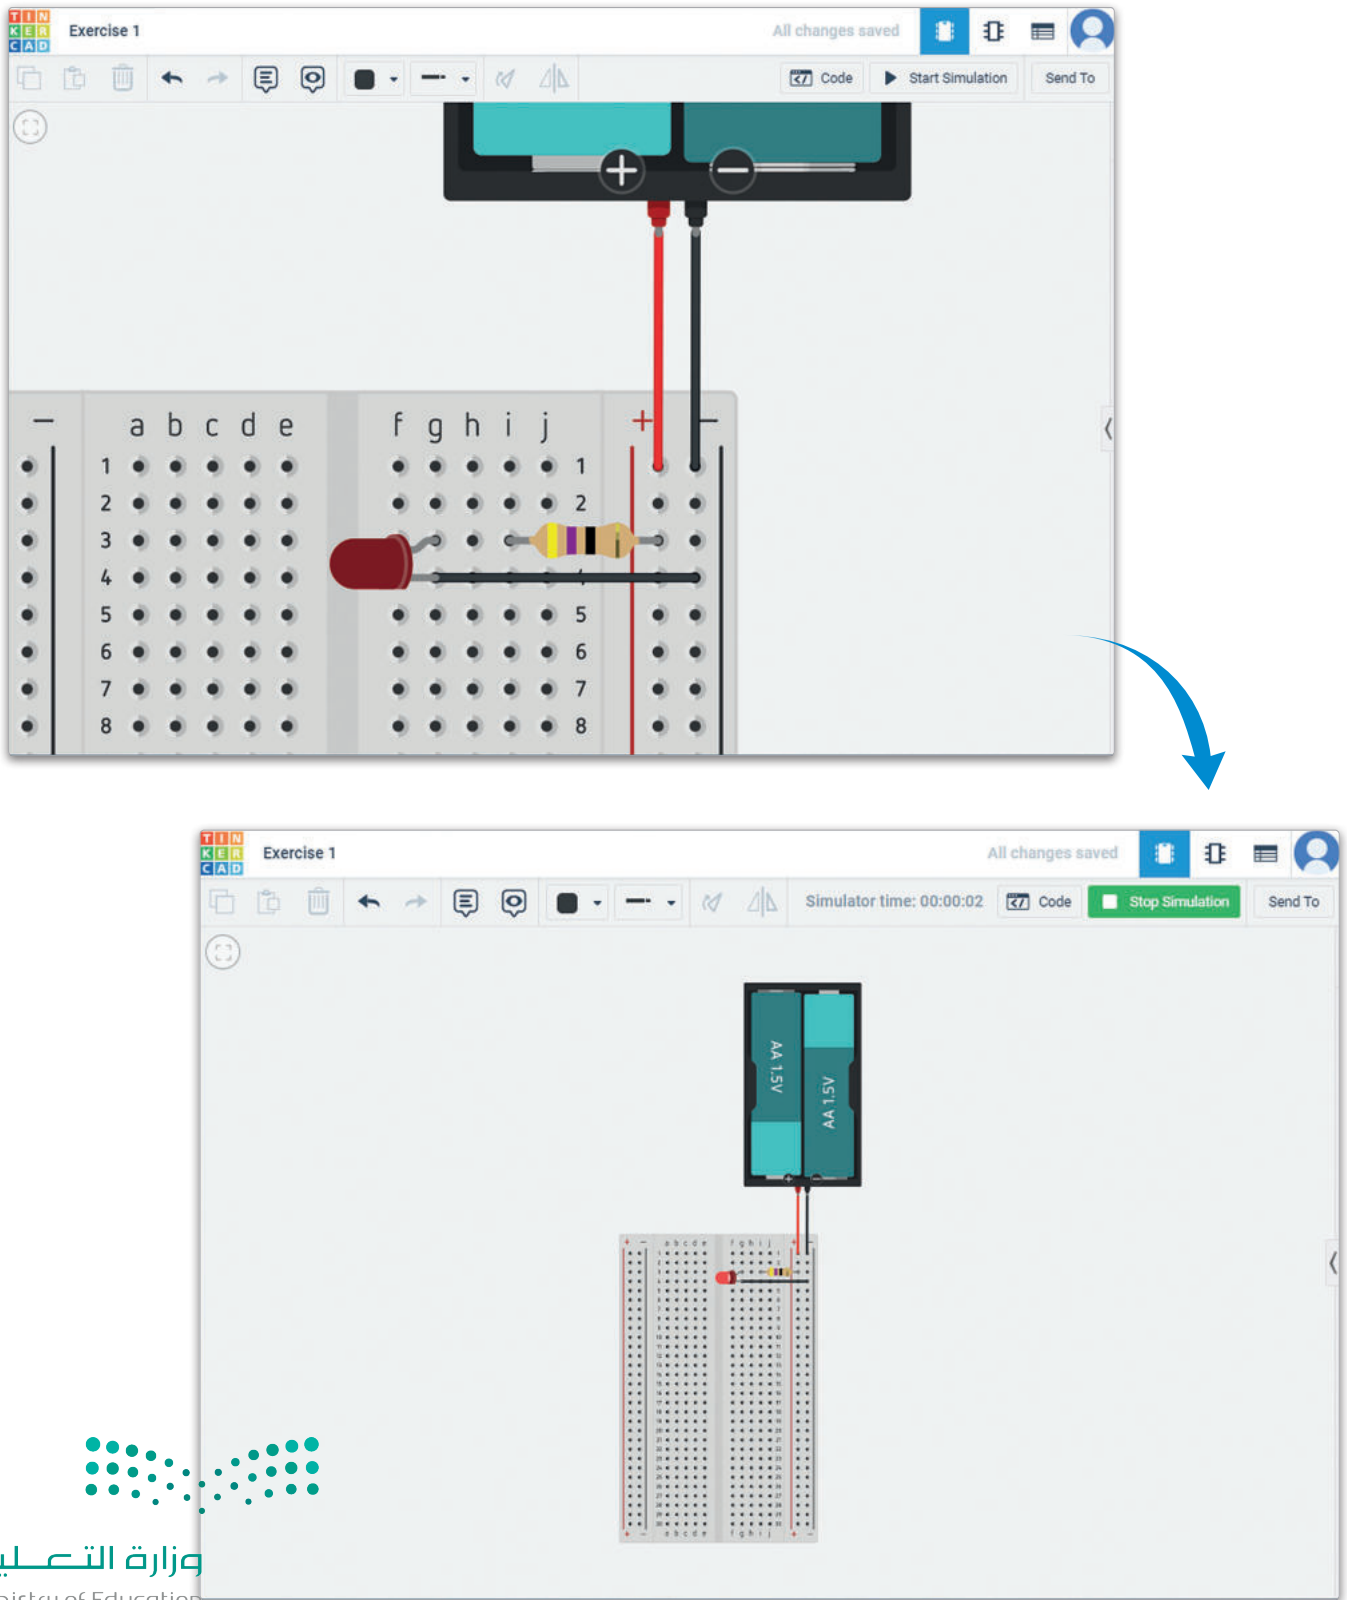 TIN
KER
CAD
Exercise 1
All changes saved
Code
Start Simulation
Send To
+ −
− a b c d e f g h i j + −
1 1
2 2
3 3
4
5 5
6 6
7 7
8 8
TIN
KER
CAD
Exercise 1
All changes saved
Simulator time: 00:00:02
Code
Stop Simulation
Send To
AA 1.5V
AA 1.5V
+ −
+ − a b c d e f g h i j + −
+ − a b c d e f g h i j + −